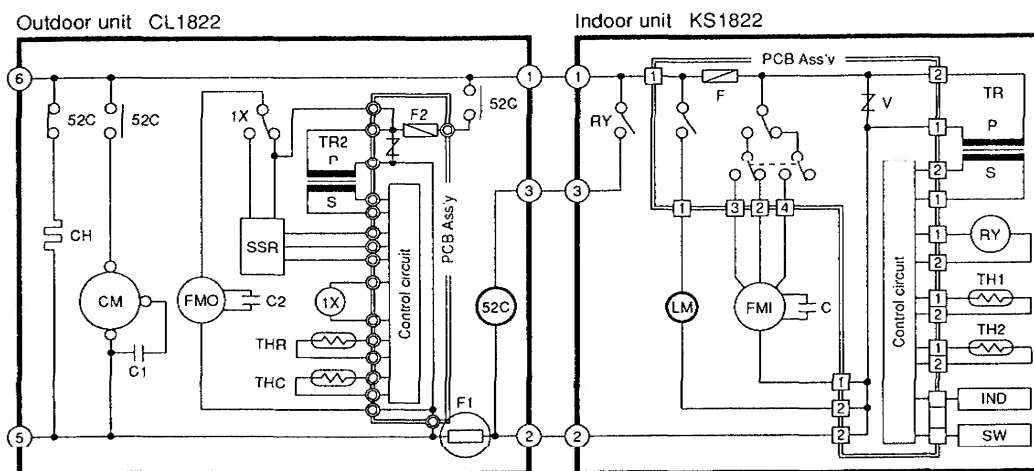 Outdoor unit CL1822
Indoor unit KS1822
6
52C
52C
1X
F2
52C
TR2
P
S
SSR
CH
CM
C1
FMO
C2
1X
THR
THC
Control circuit
PCB Ass'y
52C
F1
5
1
3
2
1
3
2
RY
PCB Ass'y
1
F
2
V
TR
P
1
S
2
1
1
3
2
4
LM
FMI
C
1
2
2
Control circuit
1
RY
2
TH1
1
2
TH2
1
2
IND
SW